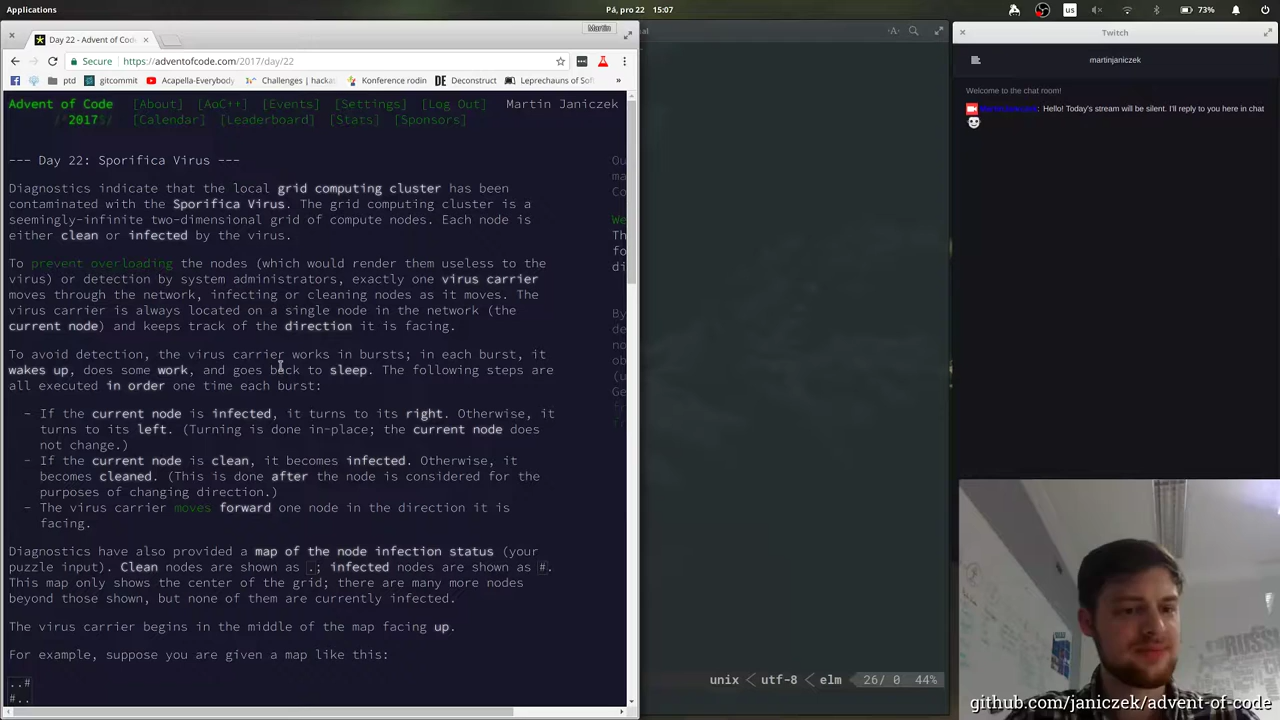 Applications
Pá, pro 22 15:07
us
73%
Day 22 - Advent of Code
Martin
Secure
https://adventofcode.com/2017/day/22
ptd
gitcommit
Acapella-Everybody
Challenges / hacka
Konference rodin
DE Deconstruct
Leprechauns of Sof
»
Advent of Code [About] [AoC++] [Events] [Settings] [Log Out] Martin Janiczek
/*2017*/ [Calendar] [Leaderboard] [Stats] [Sponsors]
--- Day 22: Sporifica Virus ---
Diagnostics indicate that the local grid computing cluster has been
contaminated with the Sporifica Virus. The grid computing cluster is a
seemingly-infinite two-dimensional grid of compute nodes. Each node is
either clean or infected by the virus.
To prevent overloading the nodes (which would render them useless to the
virus) or detection by system administrators, exactly one virus carrier
moves through the network, infecting or cleaning nodes as it moves. The
virus carrier is always located on a single node in the network (the
current node) and keeps track of the direction it is facing.
To avoid detection, the virus carrier works in bursts; in each burst, it
wakes up, does some work, and goes back to sleep. The following steps are
all executed in order one time each burst:
- If the current node is infected, it turns to its right. Otherwise, it
turns to its left. (Turning is done in-place; the current node does
not change.)
- If the current node is clean, it becomes infected. Otherwise, it
becomes cleaned. (This is done after the node is considered for the
purposes of changing direction.)
- The virus carrier moves forward one node in the direction it is
facing.
Diagnostics have also provided a map of the node infection status (your
puzzle input). Clean nodes are shown as .; infected nodes are shown as #.
This map only shows the center of the grid; there are many more nodes
beyond those shown, but none of them are currently infected.
The virus carrier begins in the middle of the map facing up.
For example, suppose you are given a map like this:
..#
#..
unix
utf-8
elm
26/ 0 44%
Twitch
martinjaniczek
Welcome to the chat room!
: Hello! Today's stream will be silent. I'll reply to you here in chat
github.com/janiczek/advent-of-code